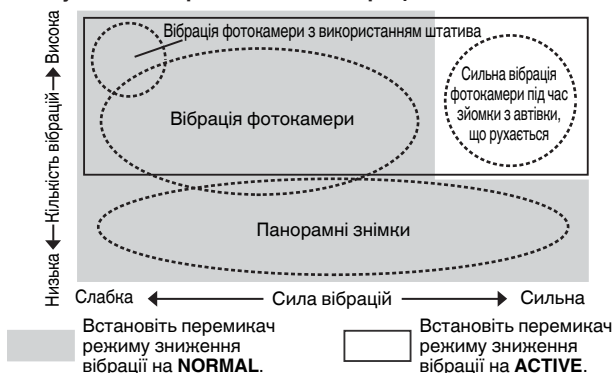 Вібрація фотокамери з використанням штатива
Сильна вібрація
фотокамери під час
зйомки з автівки,
що рухається
Вібрація фотокамери
Панорамні знімки
Низька
Кількість вібрацій
Висока
Слабка
Сила вібрацій
Сильна
Встановіть перемикач
режиму зниження
вібрації на NORMAL.
Встановіть перемикач
режиму зниження
вібрації на ACTIVE.